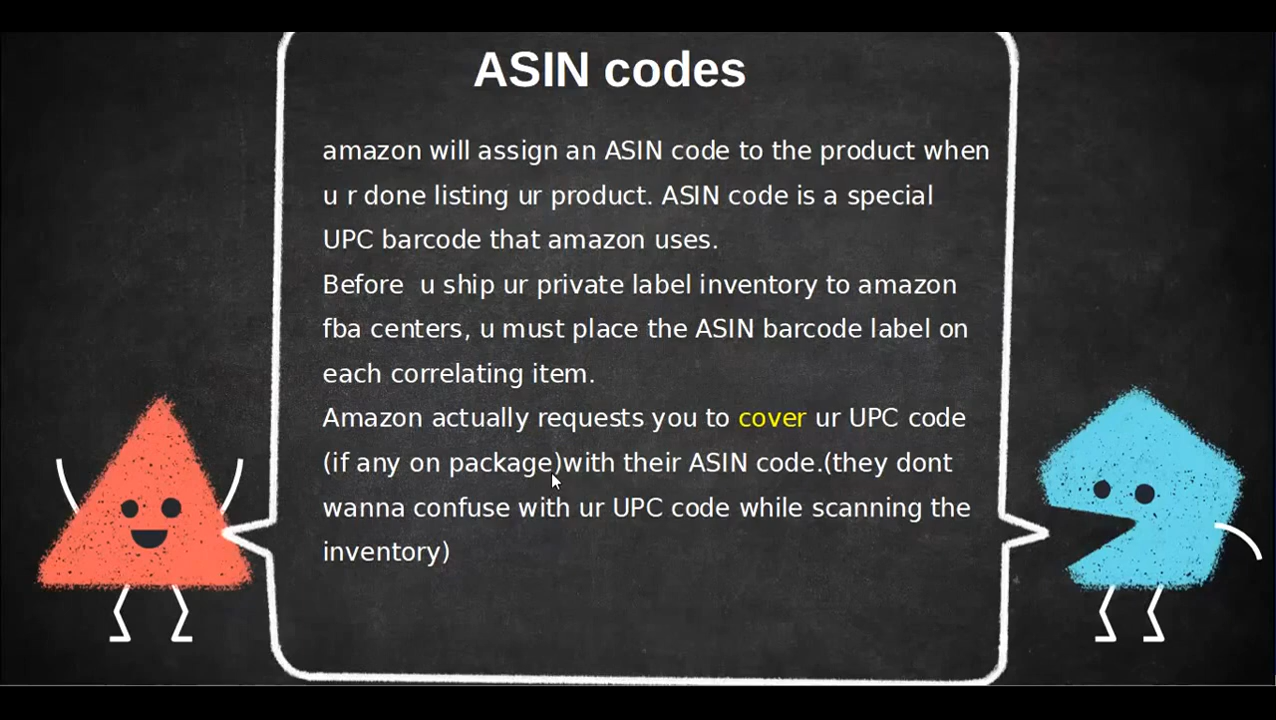 ASIN codes
amazon will assign an ASIN code to the product when
u r done listing ur product. ASIN code is a special
UPC barcode that amazon uses.
Before  u ship ur private label inventory to amazon
fba centers, u must place the ASIN barcode label on
each correlating item.
Amazon actually requests you to cover ur UPC code
(if any on package)with their ASIN code.(they dont
wanna confuse with ur UPC code while scanning the
inventory)